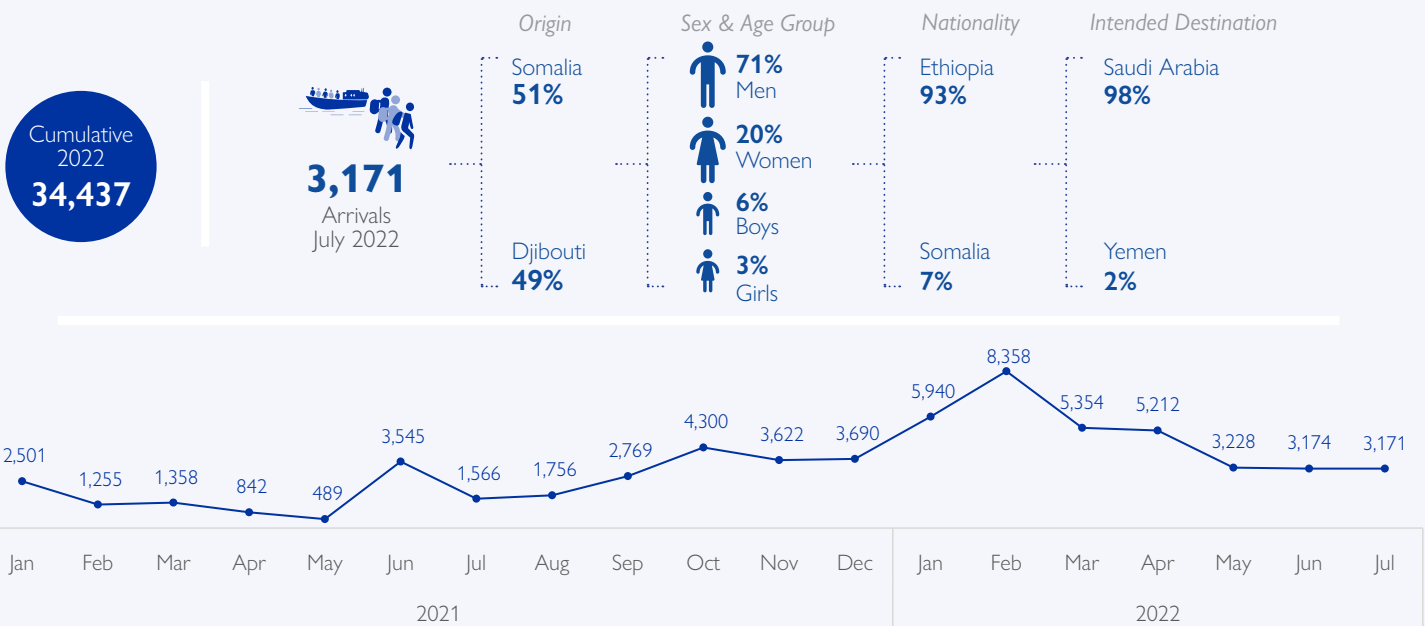 Cumulative
2022
34,437
3,171
Arrivals
July 2022
Origin
Somalia
51%
Djibouti
49%
Sex & Age Group
71%
Men
20%
Women
6%
Boys
3%
Girls
Nationality
Ethiopia
93%
Somalia
7%
Intended Destination
Saudi Arabia
98%
Yemen
2%
2,501 1,255 1,358 842 489 3,545 1,566 1,756 2,769 4,300 3,622 3,690 5,940 8,358 5,354 5,212 3,228 3,174 3,171
Jan Feb Mar Apr May Jun Jul Aug Sep Oct Nov Dec Jan Feb Mar Apr May Jun Jul
2021 2022